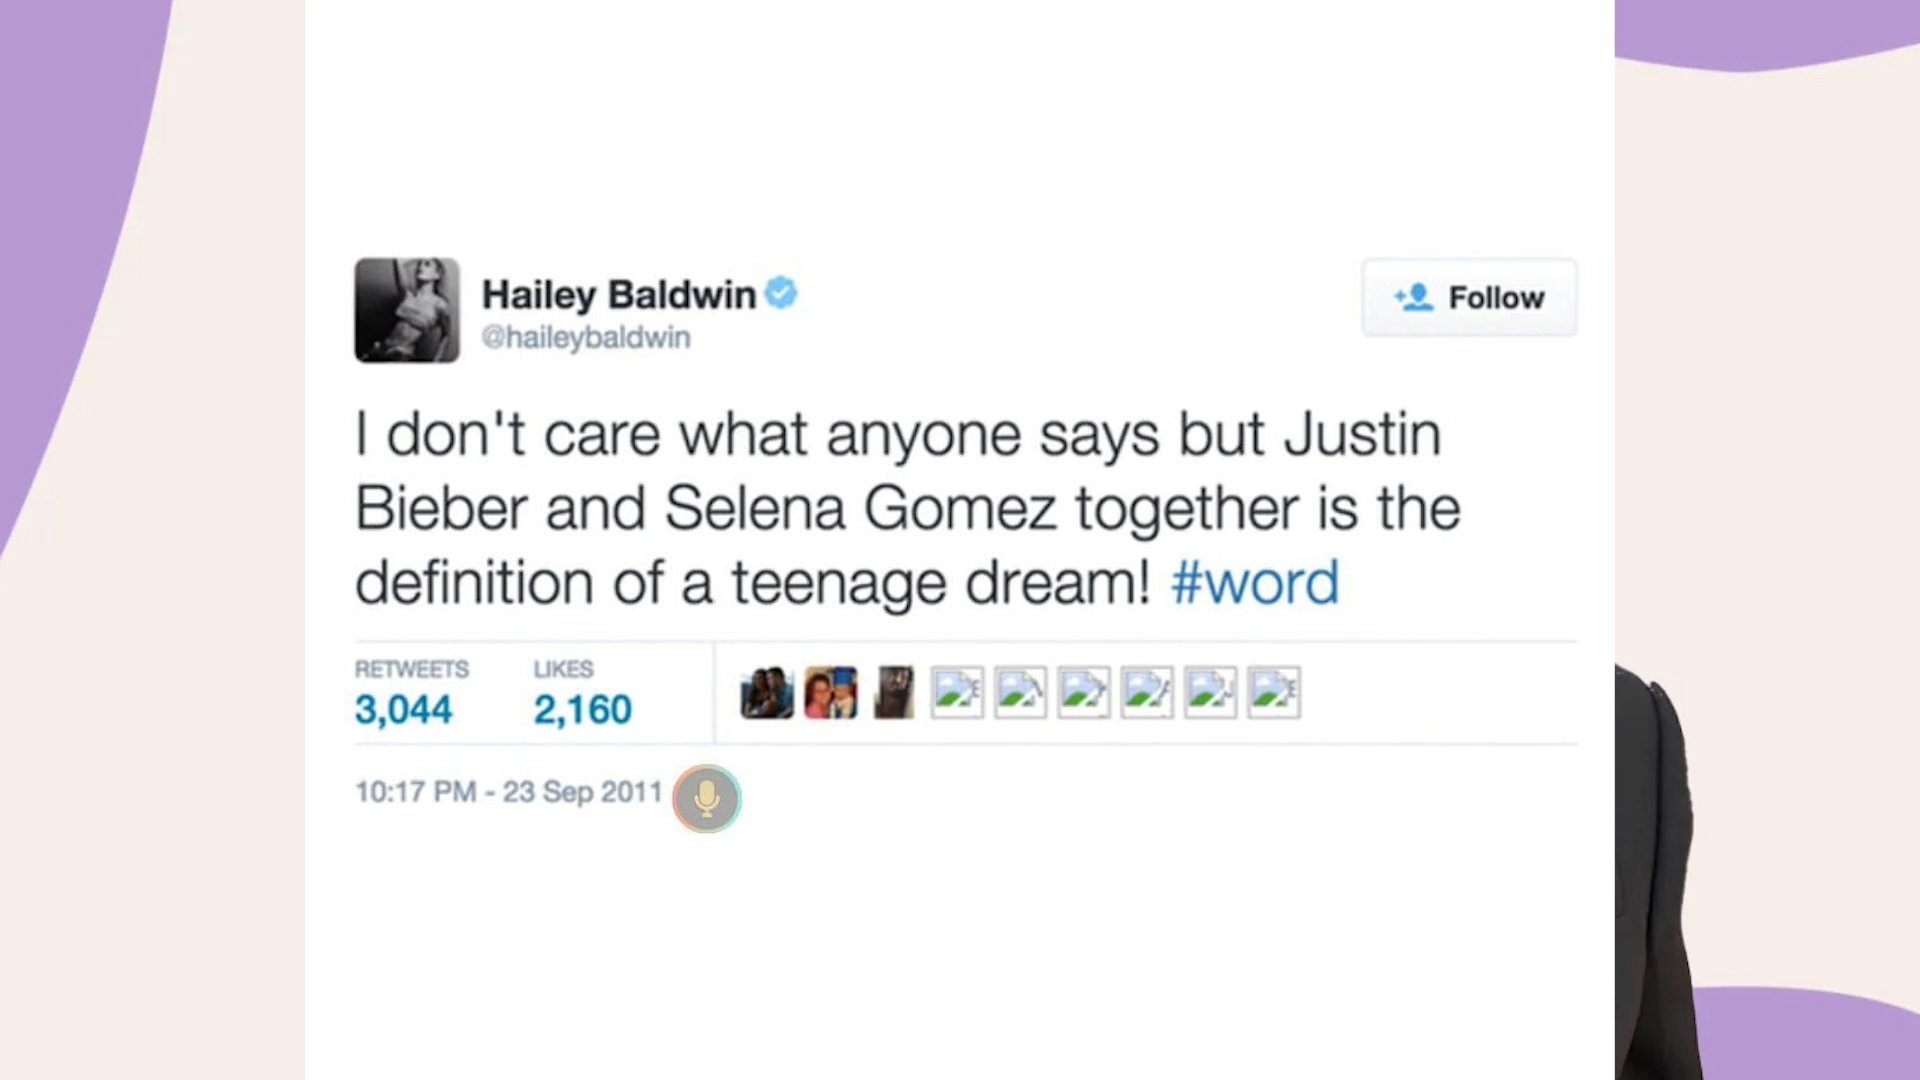 Hailey Baldwin
@haileybaldwin
Follow
I don't care what anyone says but Justin
Bieber and Selena Gomez together is the
definition of a teenage dream! #word
RETWEETS LIKES
3,044 2,160
10:17 PM - 23 Sep 2011